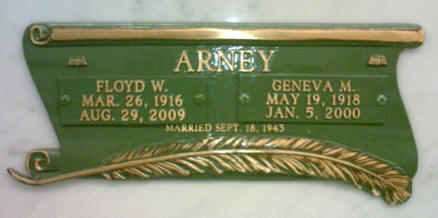 ARNEY
FLOYD W.
MAR. 26, 1916
AUG. 29, 2009
GENEVA M.
MAY 19, 1918
JAN. 5, 2000
MARRIED SEPT. 18, 1943